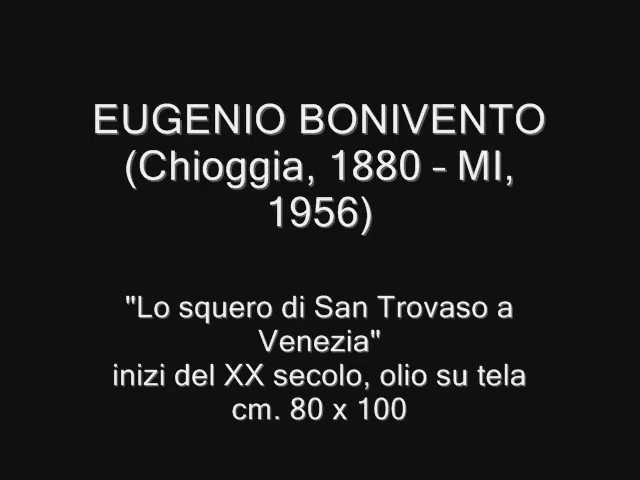 EUGENIO BONIVENTO
(Chioggia, 1880 - MI,
1956)
"Lo squero di San Trovaso a
Venezia"
inizi del XX secolo, olio su tela
cm. 80 x 100